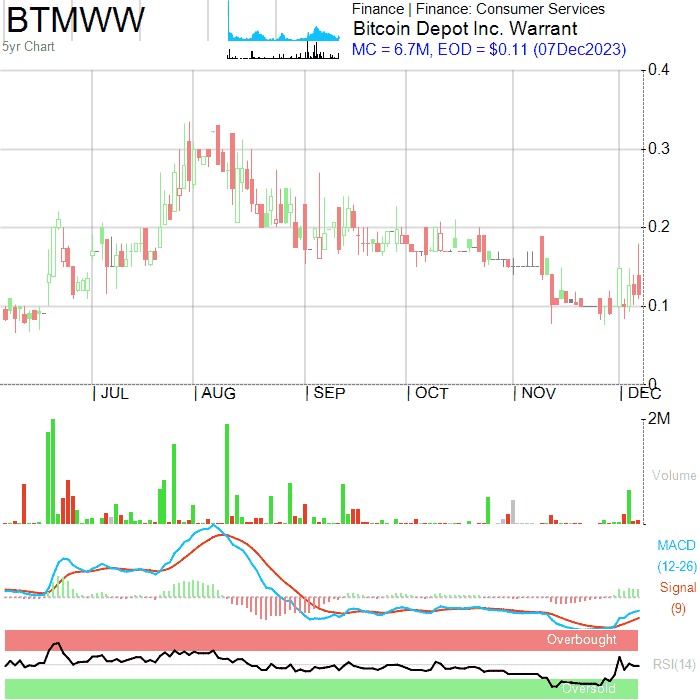 BTMWW
5yr Chart
Finance | Finance: Consumer Services
Bitcoin Depot Inc. Warrant
MC = 6.7M, EOD = $0.11 (07Dec2023)
0.4
0.3
0.2
0.1
0
| JUL | AUG | SEP | OCT | NOV | DEC
2M
Volume
MACD
(12-26)
Signal
(9)
Overbought
RSI(14)
Oversold